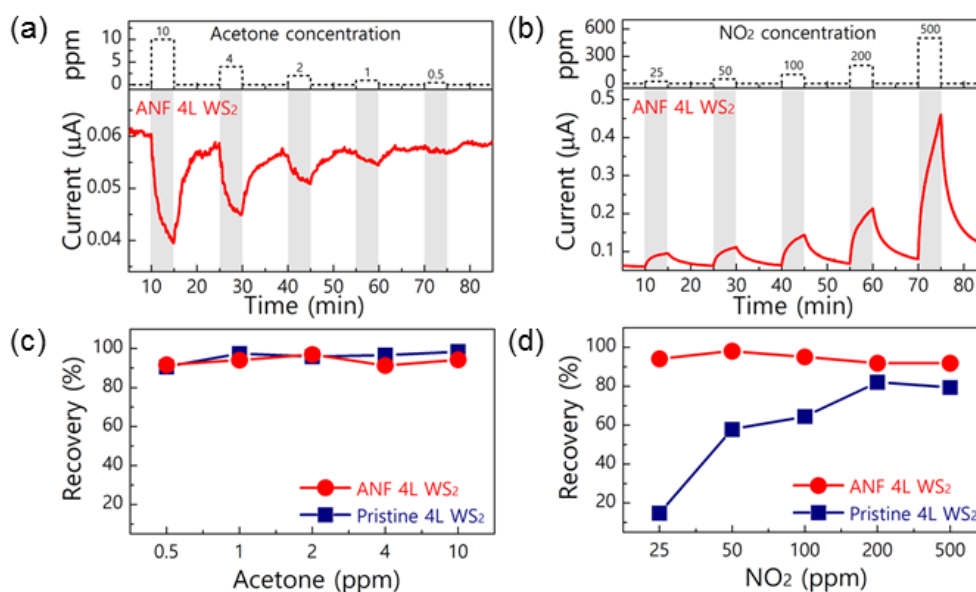 (a)
Acetone concentration
ppm
10
5
0
10
4
2
1
0.5
ANF 4L WS₂
Current (μA)
0.06
0.05
0.04
10 20 30 40 50 60 70 80
Time (min)
(b)
NO₂ concentration
ppm
600
300
0
25
50
100
200
500
ANF 4L WS₂
Current (μA)
0.5
0.4
0.3
0.2
0.1
10 20 30 40 50 60 70 80
Time (min)
(c)
Recovery (%)
100
80
60
40
20
ANF 4L WS₂
Pristine 4L WS₂
0.5 1 2 4 10
Acetone (ppm)
(d)
Recovery (%)
100
80
60
40
20
ANF 4L WS₂
Pristine 4L WS₂
25 50 100 200 500
NO₂ (ppm)